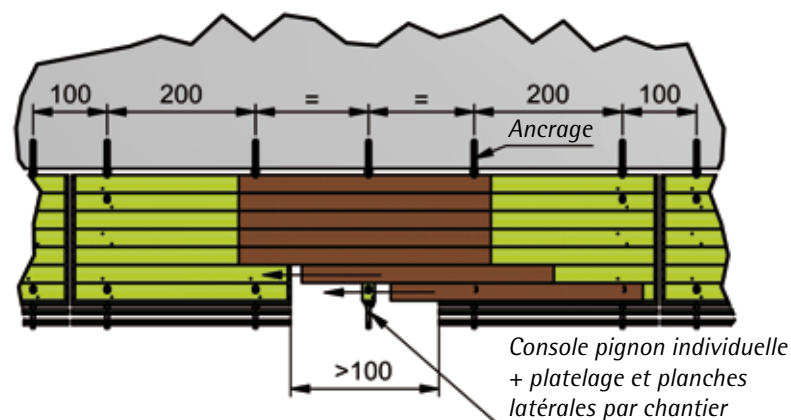 100 200 = = 200 100
Ancrage
>100
Console pignon individuelle
+ platelage et planches
latérales par chantier